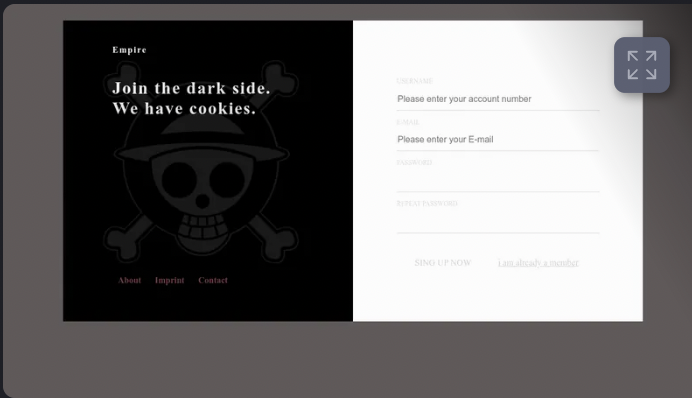 Empire
Join the dark side.
We have cookies.
About Imprint Contact
USERNAME
Please enter your account number
E-MAIL
Please enter your E-mail
PASSWORD
REPEAT PASSWORD
SING UP NOW i am already a member